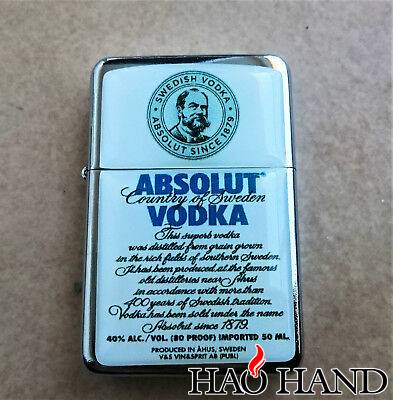 SWEDISH VODKA · ABSOLUT SINCE 1879 ·
ABSOLUT®
Country of Sweden
VODKA
This superb vodka
was distilled from grain grown
in the rich fields of southern Sweden.
It has been produced at the famous
old distilleries near Åhus
in accordance with more than
400 years of Swedish tradition.
Vodka has been sold under the name
Absolut since 1879.
40% ALC./VOL. (80 PROOF) IMPORTED 50 ML.
PRODUCED IN ÅHUS, SWEDEN
V&S VIN&SPRIT AB (PUBL)
HAO HAND